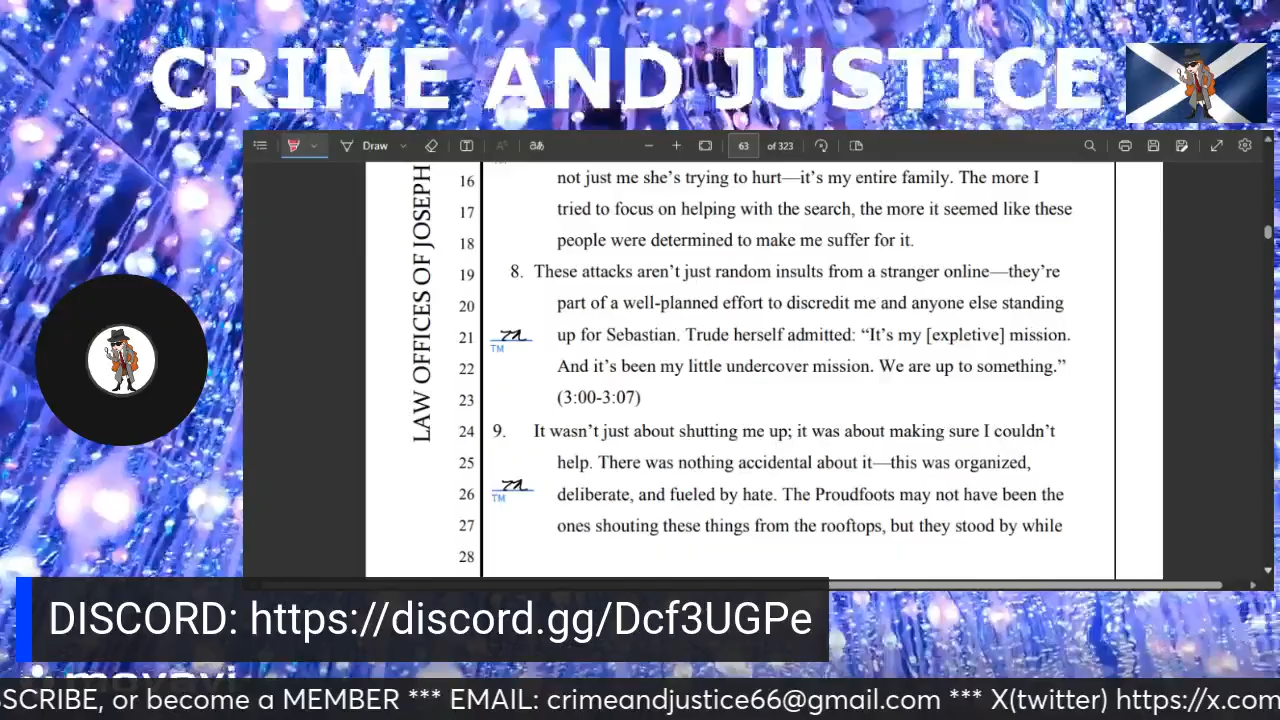 CRIME AND JUSTICE
Draw
63 of 323
LAW OFFICES OF JOSEPH
16 not just me she's trying to hurt—it's my entire family. The more I
17 tried to focus on helping with the search, the more it seemed like these
18 people were determined to make me suffer for it.
19 8. These attacks aren't just random insults from a stranger online—they're
20 part of a well-planned effort to discredit me and anyone else standing
21 up for Sebastian. Trude herself admitted: “It's my [expletive] mission.
TM
22 And it's been my little undercover mission. We are up to something.”
23 (3:00-3:07)
24 9. It wasn't just about shutting me up; it was about making sure I couldn't
25 help. There was nothing accidental about it—this was organized,
26 deliberate, and fueled by hate. The Proudfoots may not have been the
TM
27 ones shouting these things from the rooftops, but they stood by while
28
DISCORD: https://discord.gg/Dcf3UGPe
SCRIBE, or become a MEMBER *** EMAIL: crimeandjustice66@gmail.com *** X(twitter) https://x.com